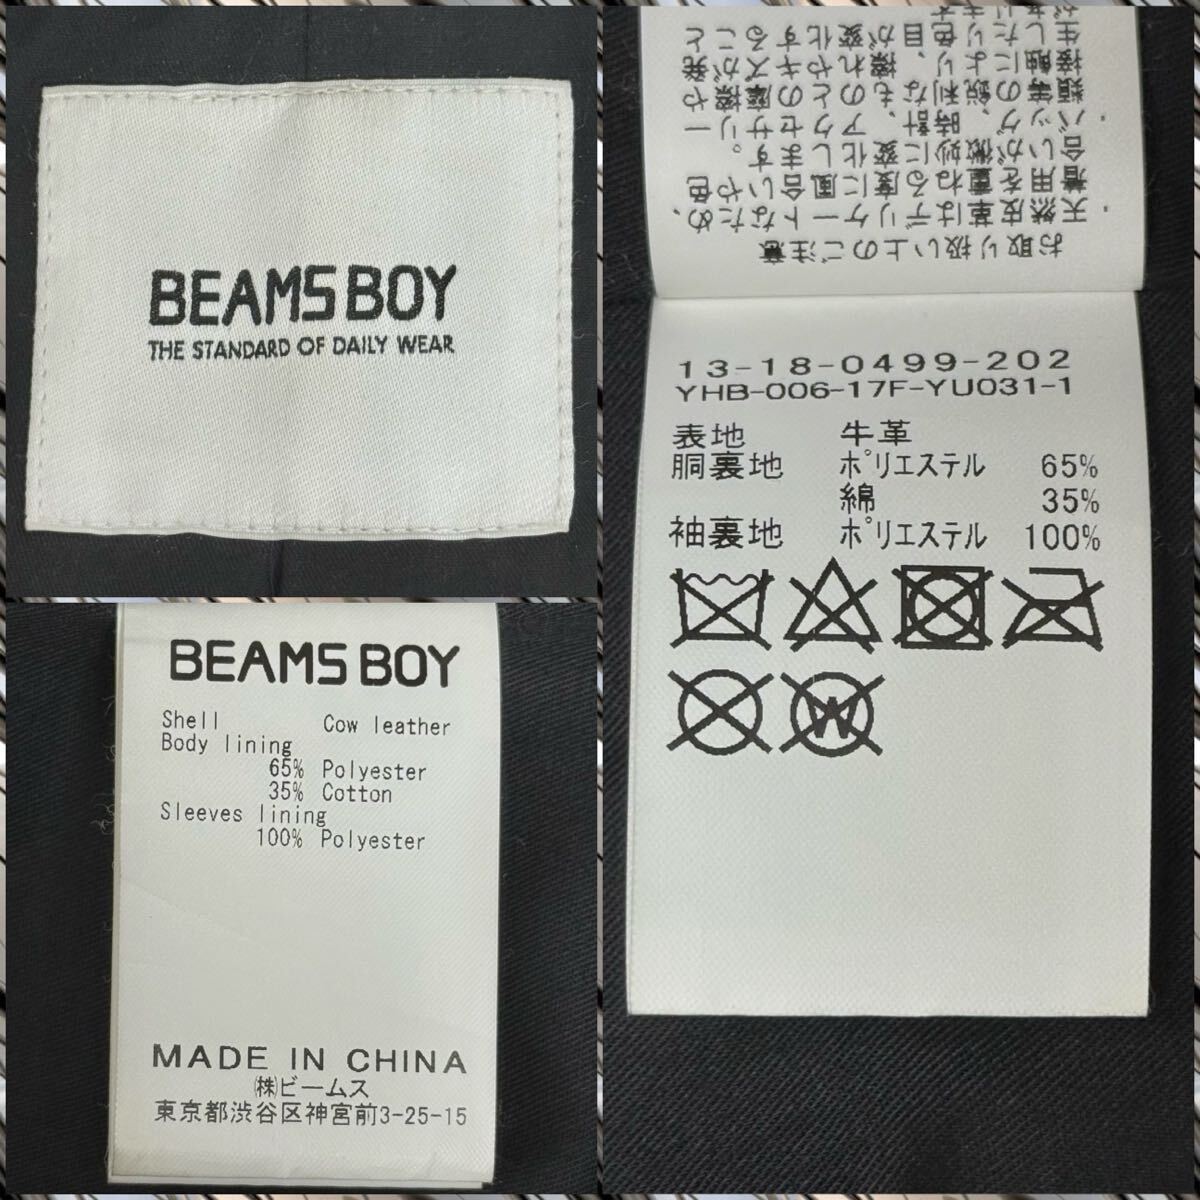 BEAMS BOY
THE STANDARD OF DAILY WEAR
BEAMS BOY
Shell Cow leather
Body lining
65% Polyester
35% Cotton
Sleeves lining
100% Polyester
MADE IN CHINA
㈱ビームス
東京都渋谷区神宮前3-25-15
お取り扱い上のご注意
・天然皮革はデリケートなため、
着用を重ねる度に風合いや色
合いが微妙に変化します。
・バッグ、時計、アクセサリー
類等の鋭利なものとの摩擦や
接触により、擦れやキズが発
生したり色目が変化すること
があります
13-18-0499-202
YHB-006-17F-YU031-1
表地 牛革
胴裏地 ポリエステル 65%
綿 35%
袖裏地 ポリエステル 100%
W